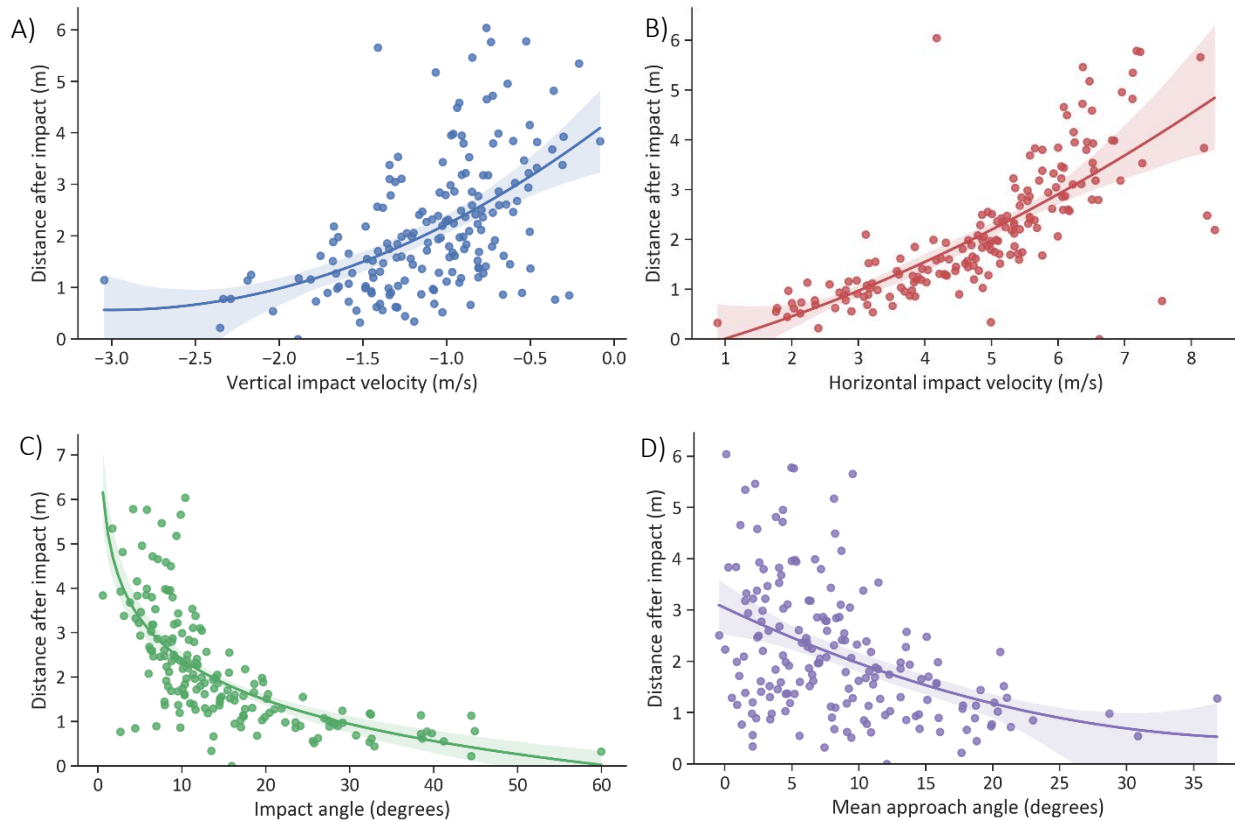 A)
Distance after impact (m)
6
5
4
3
2
1
0
−3.0 −2.5 −2.0 −1.5 −1.0 −0.5 0.0
Vertical impact velocity (m/s)
B)
Distance after impact (m)
6
5
4
3
2
1
0
1 2 3 4 5 6 7 8
Horizontal impact velocity (m/s)
C)
Distance after impact (m)
7
6
5
4
3
2
1
0
0 10 20 30 40 50 60
Impact angle (degrees)
D)
Distance after impact (m)
6
5
4
3
2
1
0
0 5 10 15 20 25 30 35
Mean approach angle (degrees)